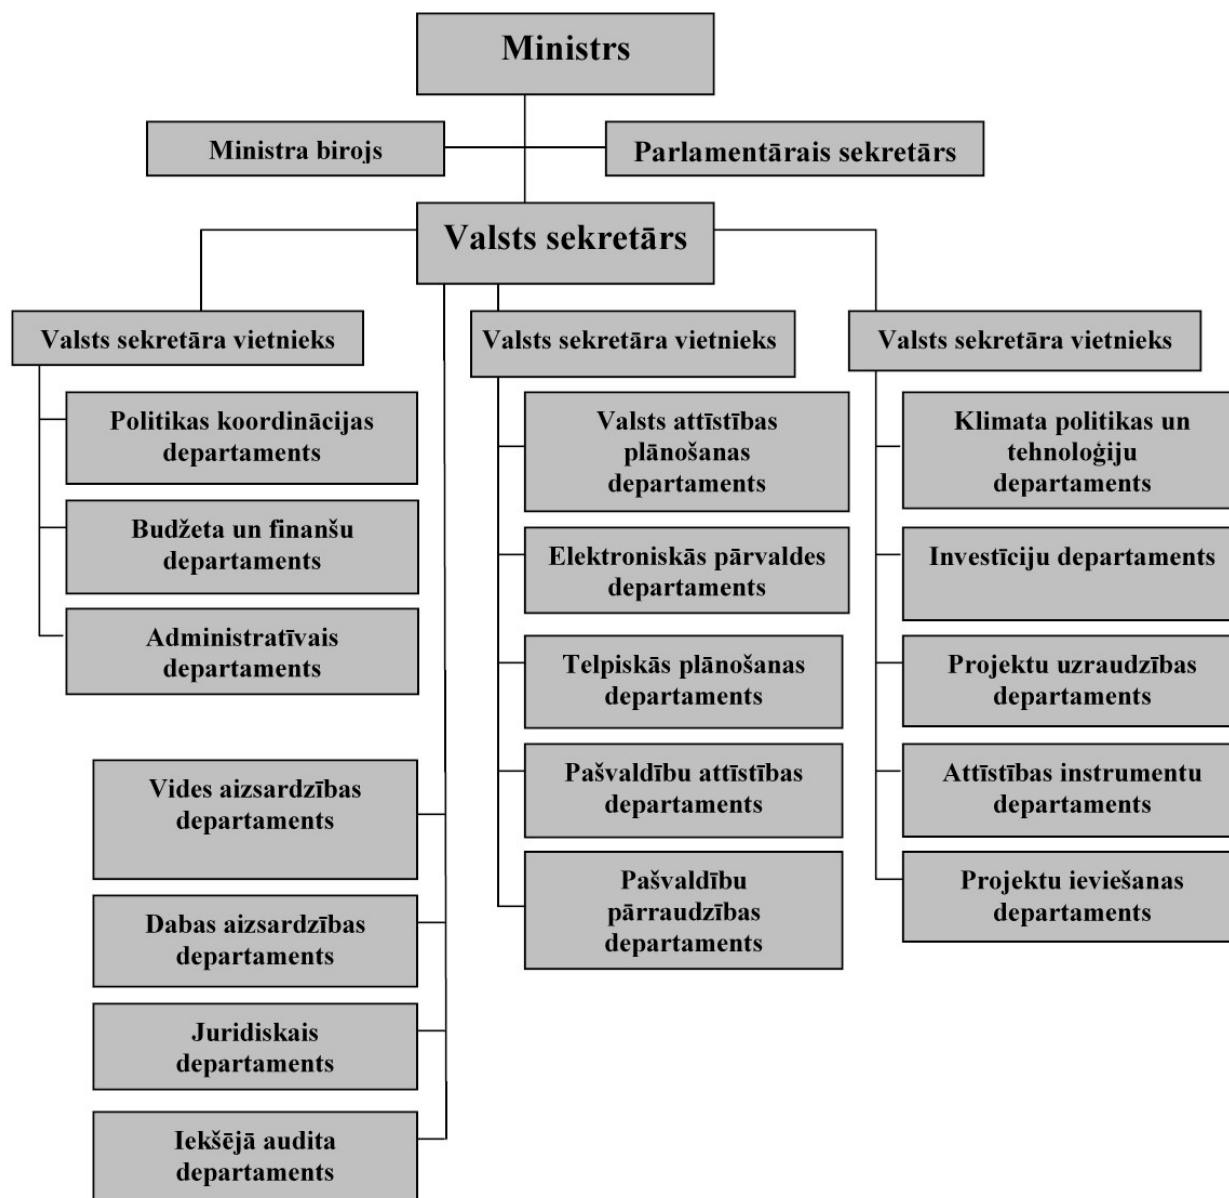 Ministrs
Ministra birojs
Parlamentārais sekretārs
Valsts sekretārs
Valsts sekretāra vietnieks
Politikas koordinācijas
departaments
Budžeta un finanšu
departaments
Administratīvais
departaments
Vides aizsardzības
departaments
Dabas aizsardzības
departaments
Juridiskais
departaments
Iekšējā audita
departaments
Valsts sekretāra vietnieks
Valsts attīstības
plānošanas
departaments
Elektroniskās pārvaldes
departaments
Telpiskās plānošanas
departaments
Pašvaldību attīstības
departaments
Pašvaldību
pārraudzības
departaments
Valsts sekretāra vietnieks
Klimata politikas un
tehnoloģiju
departaments
Investīciju departaments
Projektu uzraudzības
departaments
Attīstības instrumentu
departaments
Projektu ieviešanas
departaments